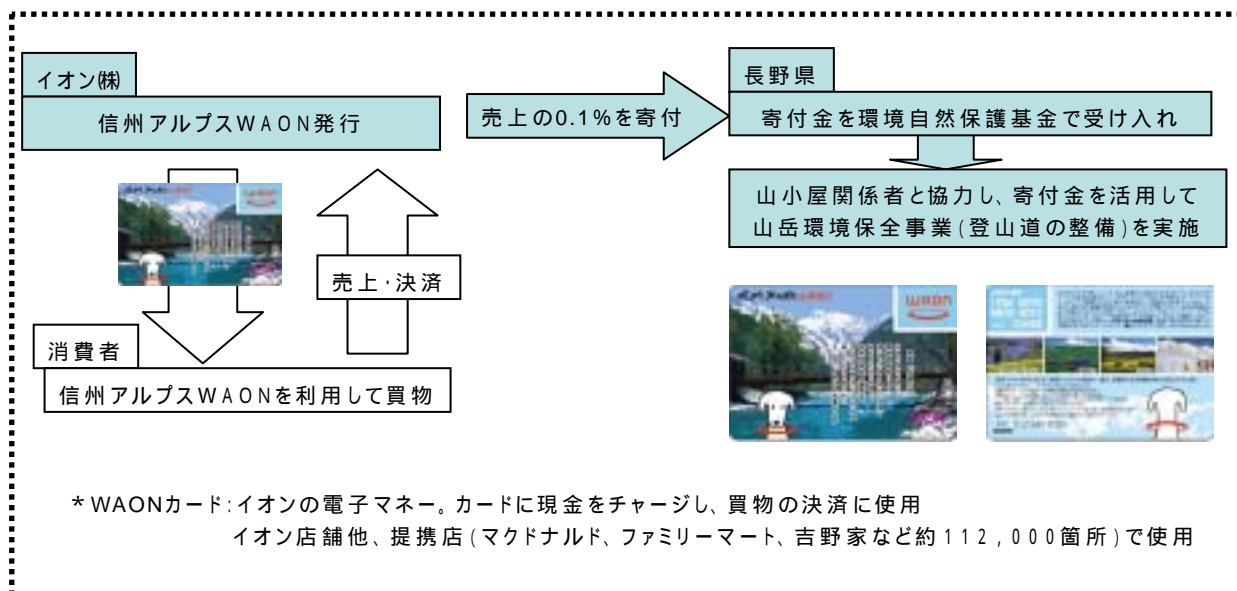 イオン㈱
信州アルプスWAON発行
売上の0.1%を寄付
長野県
寄付金を環境自然保護基金で受け入れ
山小屋関係者と協力し、寄付金を活用して
山岳環境保全事業(登山道の整備)を実施
売上・決済
消費者
信州アルプスWAONを利用して買物
WAON
*WAONカード:イオンの電子マネー。カードに現金をチャージし、買物の決済に使用
イオン店舗他、提携店(マクドナルド、ファミリーマート、吉野家など約112,000箇所)で使用